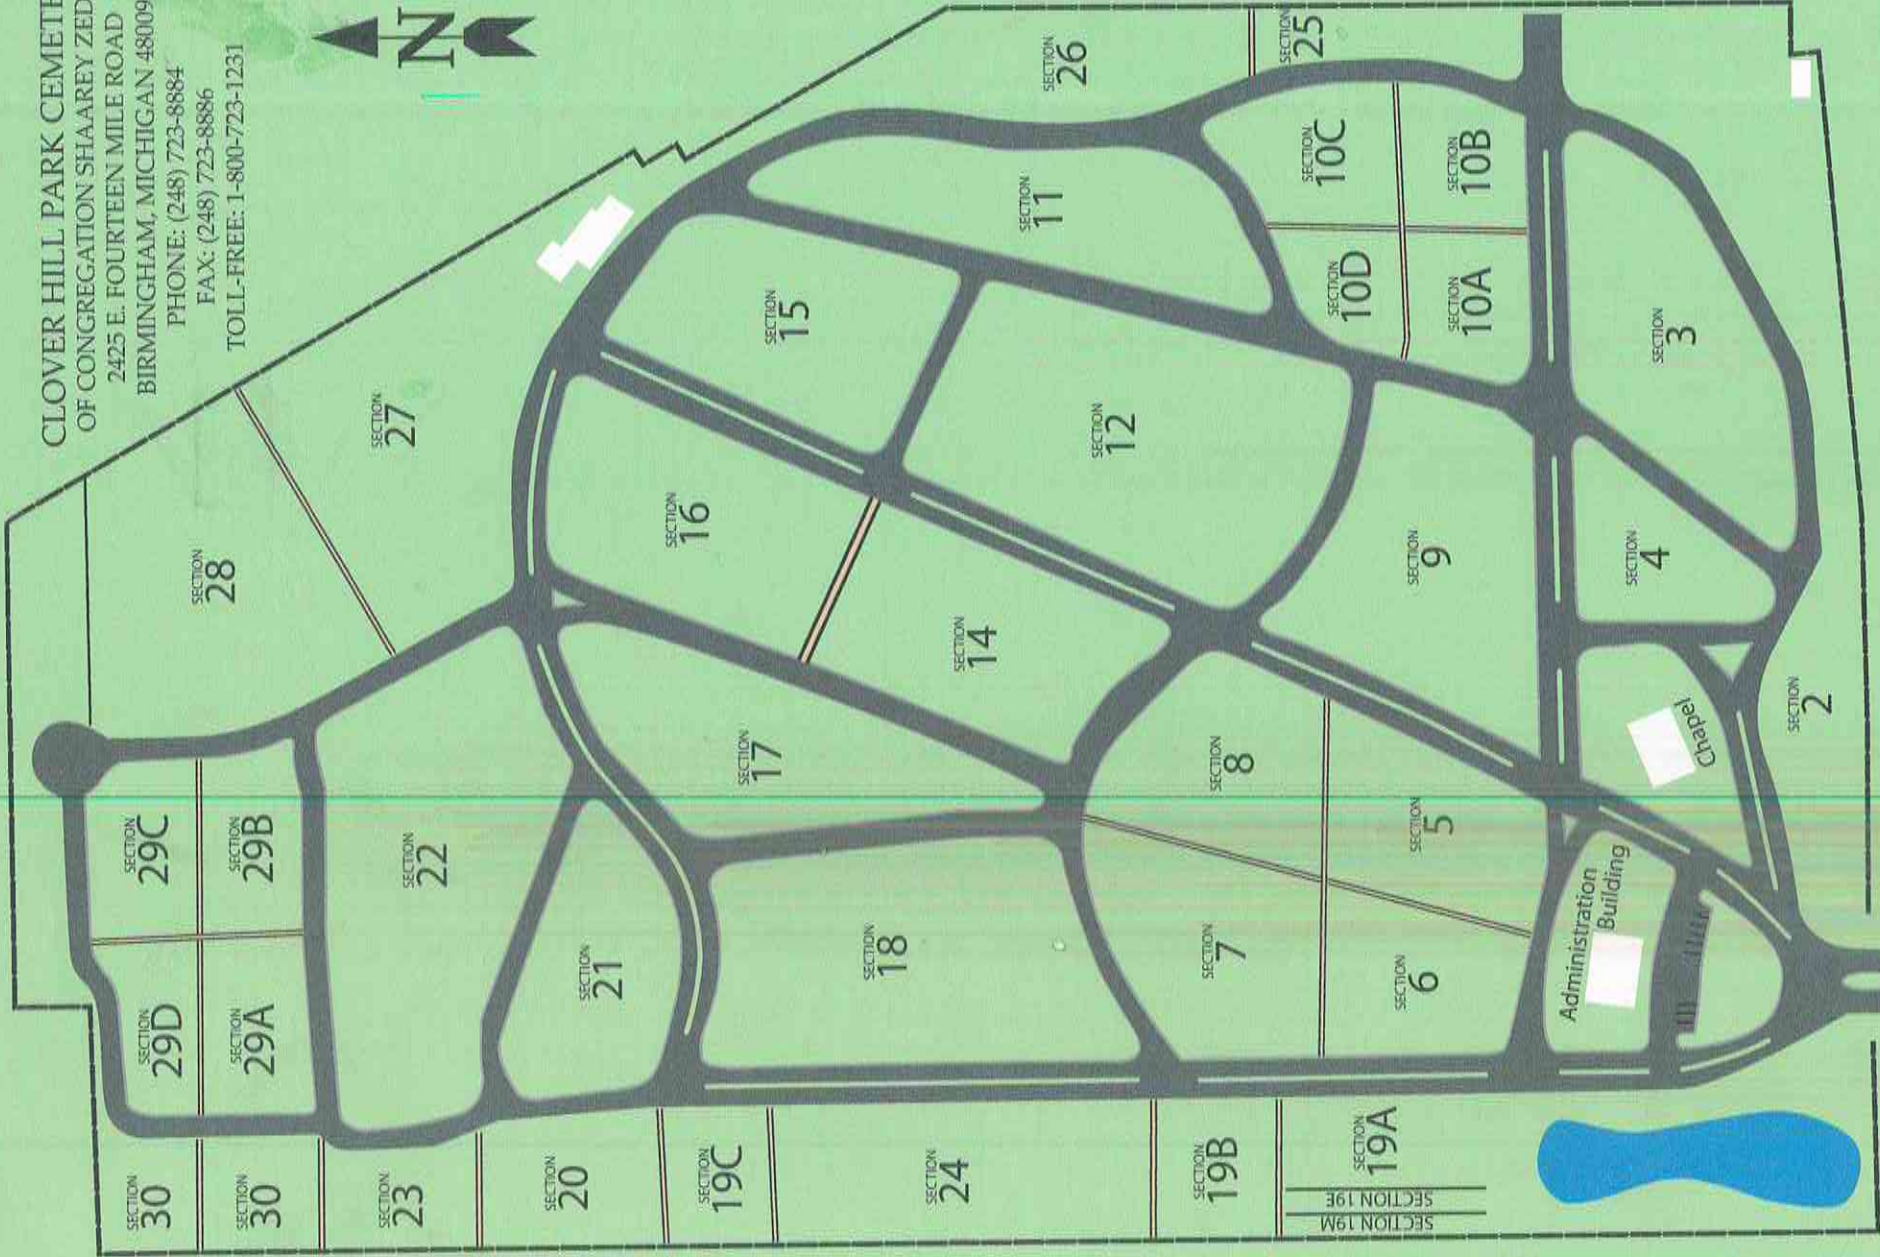 CLOVER HILL PARK CEMETE
OF CONGREGATION SHAAREY ZED
2425 E. FOURTEEN MILE ROAD
BIRMINGHAM, MICHIGAN 48009
PHONE: (248) 723-8884
FAX: (248) 723-8886
TOLL-FREE: 1-800-723-1231
N
SECTION
28
SECTION
27
SECTION
26
SECTION
25
SECTION
29C
SECTION
29B
SECTION
29D
SECTION
29A
SECTION
30
SECTION
30
SECTION
23
SECTION
22
SECTION
21
SECTION
20
SECTION
19C
SECTION
24
SECTION
19B
SECTION
19A
SECTION 19E
SECTION 19M
SECTION
18
SECTION
17
SECTION
16
SECTION
15
SECTION
14
SECTION
12
SECTION
11
SECTION
10C
SECTION
10B
SECTION
10D
SECTION
10A
SECTION
9
SECTION
8
SECTION
7
SECTION
6
SECTION
5
SECTION
4
SECTION
3
SECTION
2
Chapel
Administration
Building